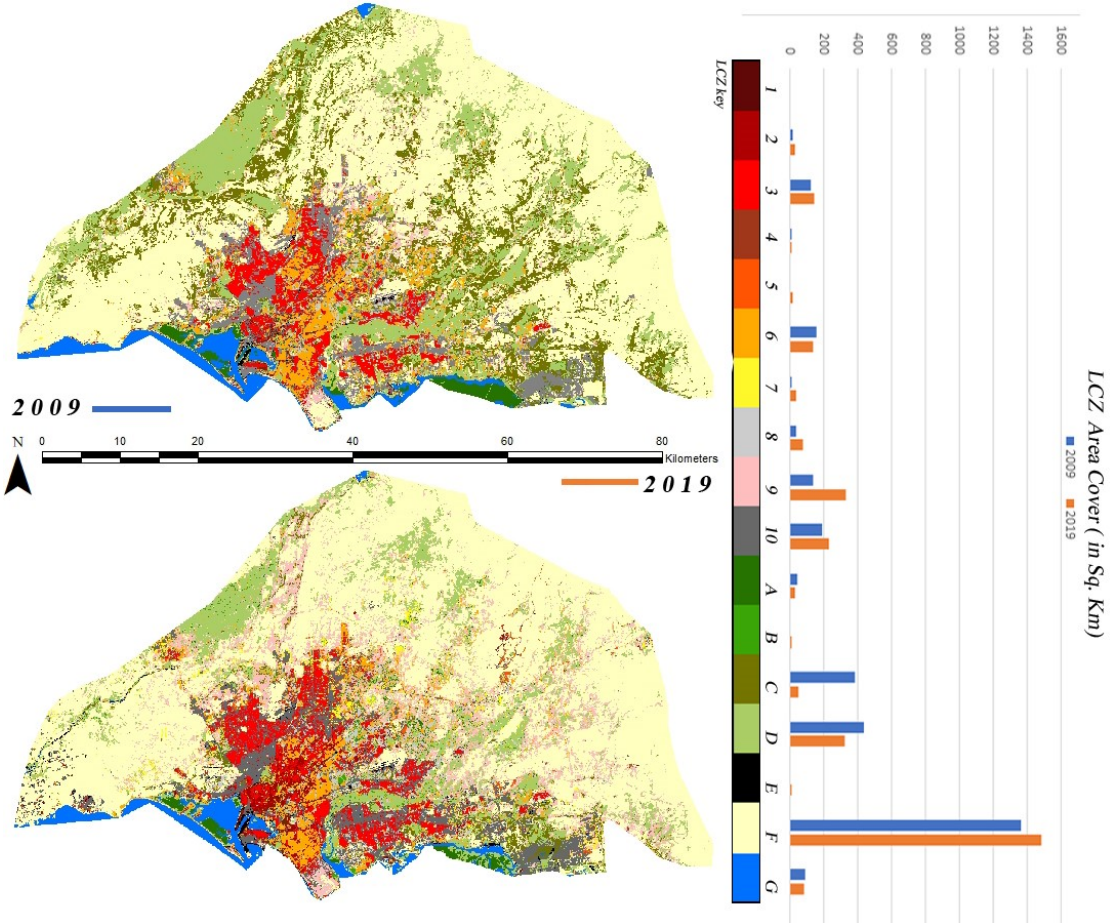 2009
N
0 10 20 40 60 80
Kilometers
2019
LCZ Area Cover ( in Sq. Km)
2009 2019
0 200 400 600 800 1000 1200 1400 1600
LCZ key
1 2 3 4 5 6 7 8 9 10 A B C D E F G